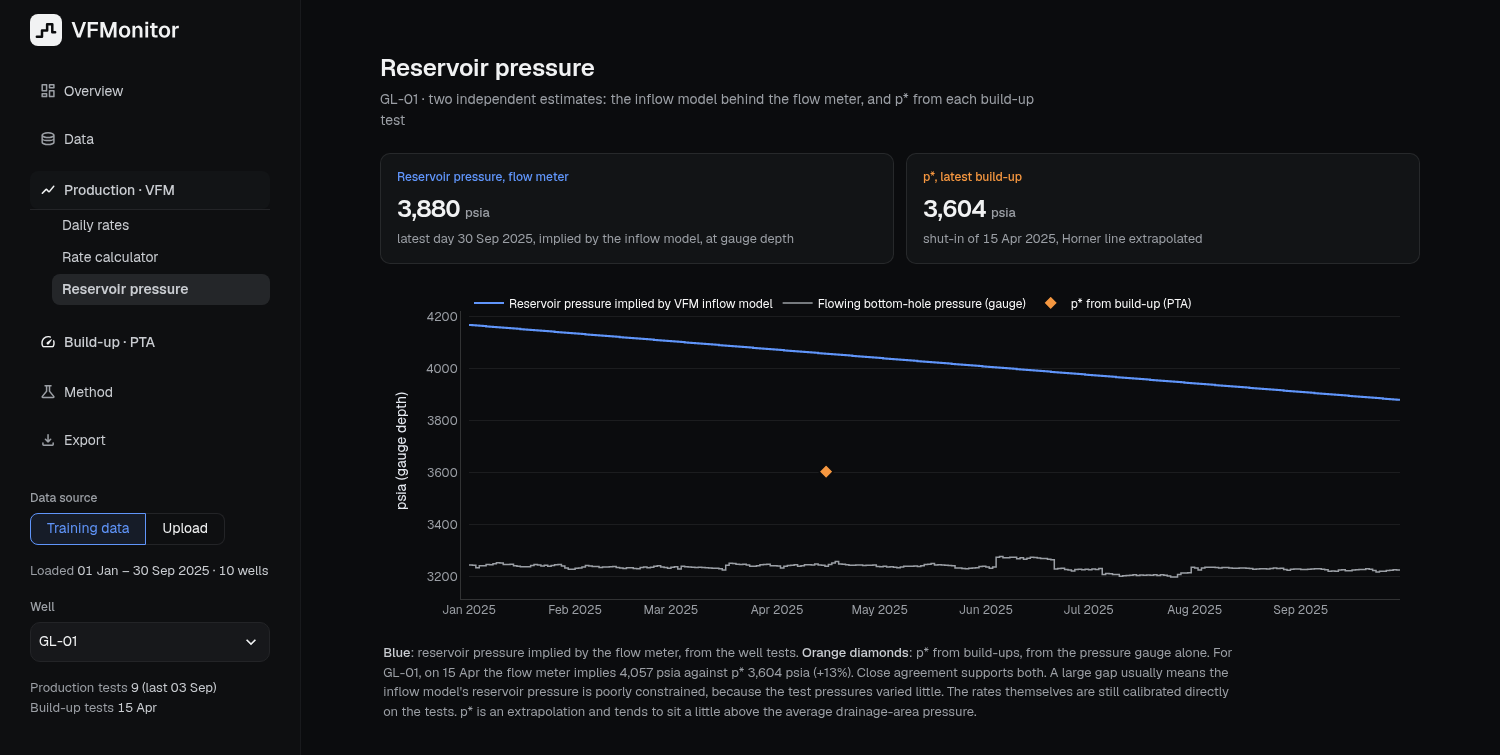 VFMonitor
Overview
Data
Production · VFM
Daily rates
Rate calculator
Reservoir pressure
Build-up · PTA
Method
Export
Data source
Training data
Upload
Loaded 01 Jan – 30 Sep 2025 · 10 wells
Well
GL-01
Production tests 9 (last 03 Sep)
Build-up tests 15 Apr
Reservoir pressure
GL-01 · two independent estimates: the inflow model behind the flow meter, and p* from each build-up
test
Reservoir pressure, flow meter
3,880 psia
latest day 30 Sep 2025, implied by the inflow model, at gauge depth
p*, latest build-up
3,604 psia
shut-in of 15 Apr 2025, Horner line extrapolated
Reservoir pressure implied by VFM inflow model
Flowing bottom-hole pressure (gauge)
p* from build-up (PTA)
psia (gauge depth)
4200
4000
3800
3600
3400
3200
Jan 2025
Feb 2025
Mar 2025
Apr 2025
May 2025
Jun 2025
Jul 2025
Aug 2025
Sep 2025
Blue: reservoir pressure implied by the flow meter, from the well tests. Orange diamonds: p* from build-ups, from the pressure gauge alone. For
GL-01, on 15 Apr the flow meter implies 4,057 psia against p* 3,604 psia (+13%). Close agreement supports both. A large gap usually means the
inflow model's reservoir pressure is poorly constrained, because the test pressures varied little. The rates themselves are still calibrated directly
on the tests. p* is an extrapolation and tends to sit a little above the average drainage-area pressure.